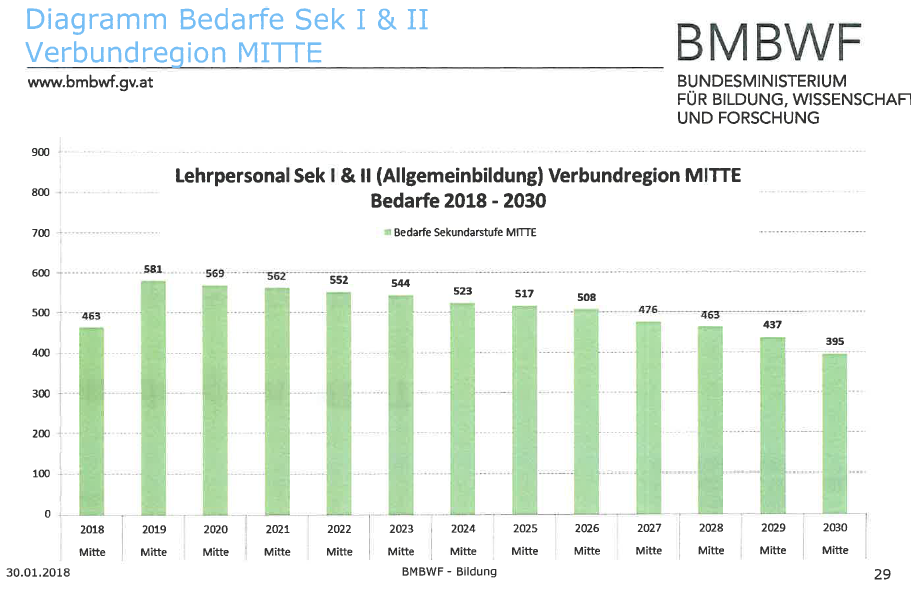 Diagramm Bedarfe Sek I & II
Verbundregion MITTE
www.bmbwf.gv.at
BMBWF
BUNDESMINISTERIUM
FÜR BILDUNG, WISSENSCHAFT
UND FORSCHUNG
Lehrpersonal Sek I & II (Allgemeinbildung) Verbundregion MITTE
Bedarfe 2018 - 2030
Bedarfe Sekundarstufe MITTE
900
800
700
600
500
400
300
200
100
0
463 581 569 562 552 544 523 517 508 476 463 437 395
2018 2019 2020 2021 2022 2023 2024 2025 2026 2027 2028 2029 2030
Mitte Mitte Mitte Mitte Mitte Mitte Mitte Mitte Mitte Mitte Mitte Mitte Mitte
30.01.2018 BMBWF - Bildung 29